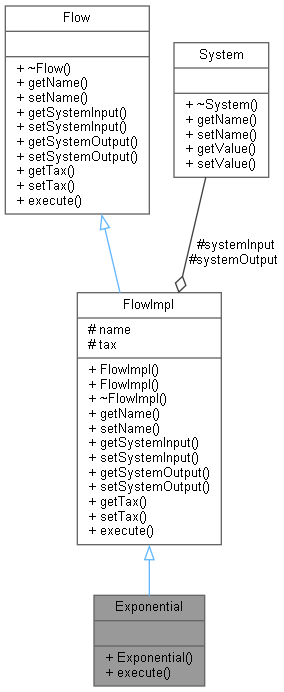 Flow
+ ~Flow()
+ getName()
+ setName()
+ getSystemInput()
+ setSystemInput()
+ getSystemOutput()
+ setSystemOutput()
+ getTax()
+ setTax()
+ execute()
System
+ ~System()
+ getName()
+ setName()
+ getValue()
+ setValue()
#systemInput
#systemOutput
FlowImpl
# name
# tax
+ FlowImpl()
+ FlowImpl()
+ ~FlowImpl()
+ getName()
+ setName()
+ getSystemInput()
+ setSystemInput()
+ getSystemOutput()
+ setSystemOutput()
+ getTax()
+ setTax()
+ execute()
Exponential
+ Exponential()
+ execute()